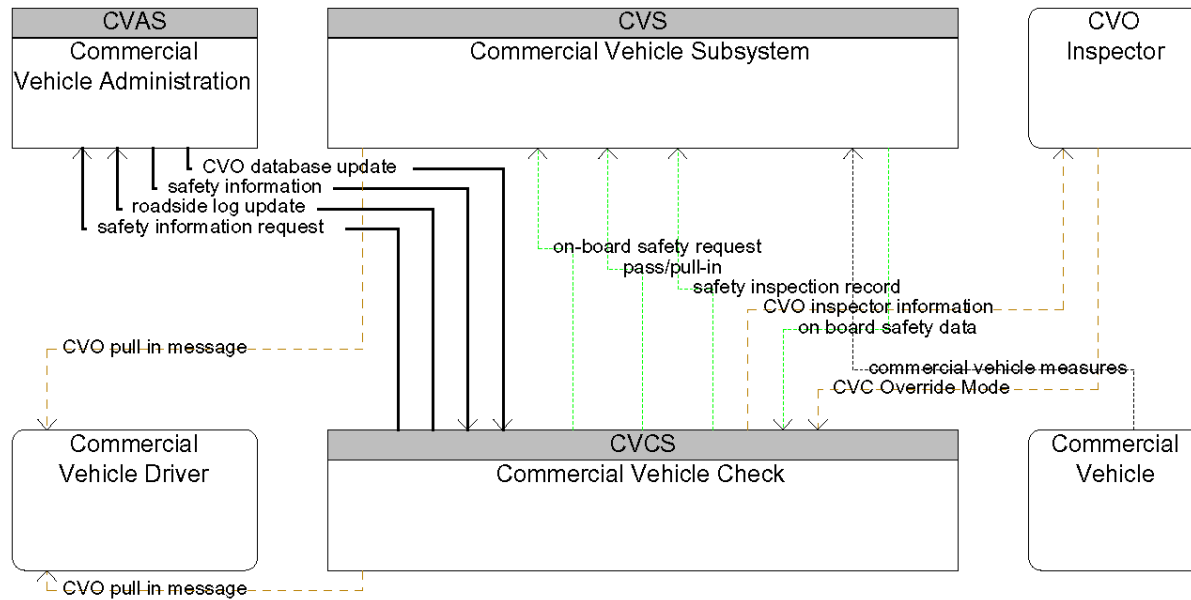 CVAS
Commercial
Vehicle Administration
CVS
Commercial Vehicle Subsystem
CVO
Inspector
CVO database update
safety information
roadside log update
safety information request
on-board safety request
pass/pull-in
safety inspection record
CVO inspector information
on board safety data
CVO pull in message
commercial vehicle measures
CVC Override Mode
Commercial
Vehicle Driver
CVCS
Commercial Vehicle Check
Commercial
Vehicle
CVO pull in message